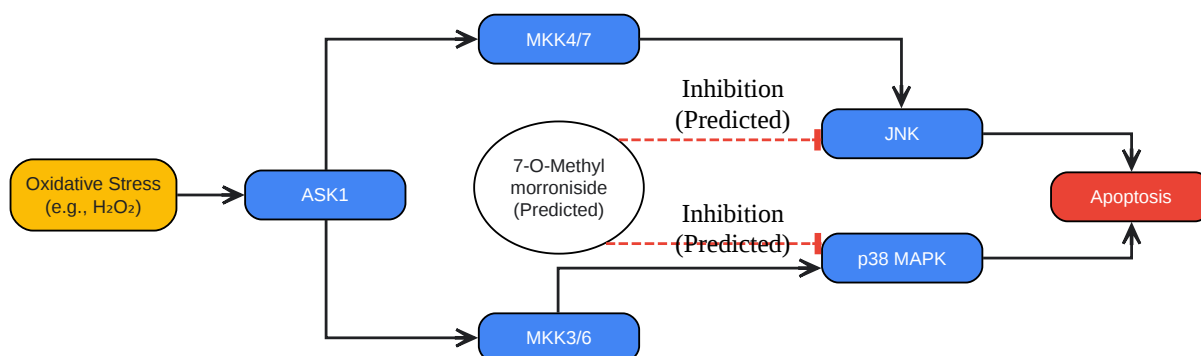 MKK4/7
Inhibition
(Predicted)
JNK
7-O-Methyl
morroniside
(Predicted)
Oxidative Stress
(e.g., H₂O₂)
ASK1
Apoptosis
Inhibition
(Predicted)
p38 MAPK
MKK3/6